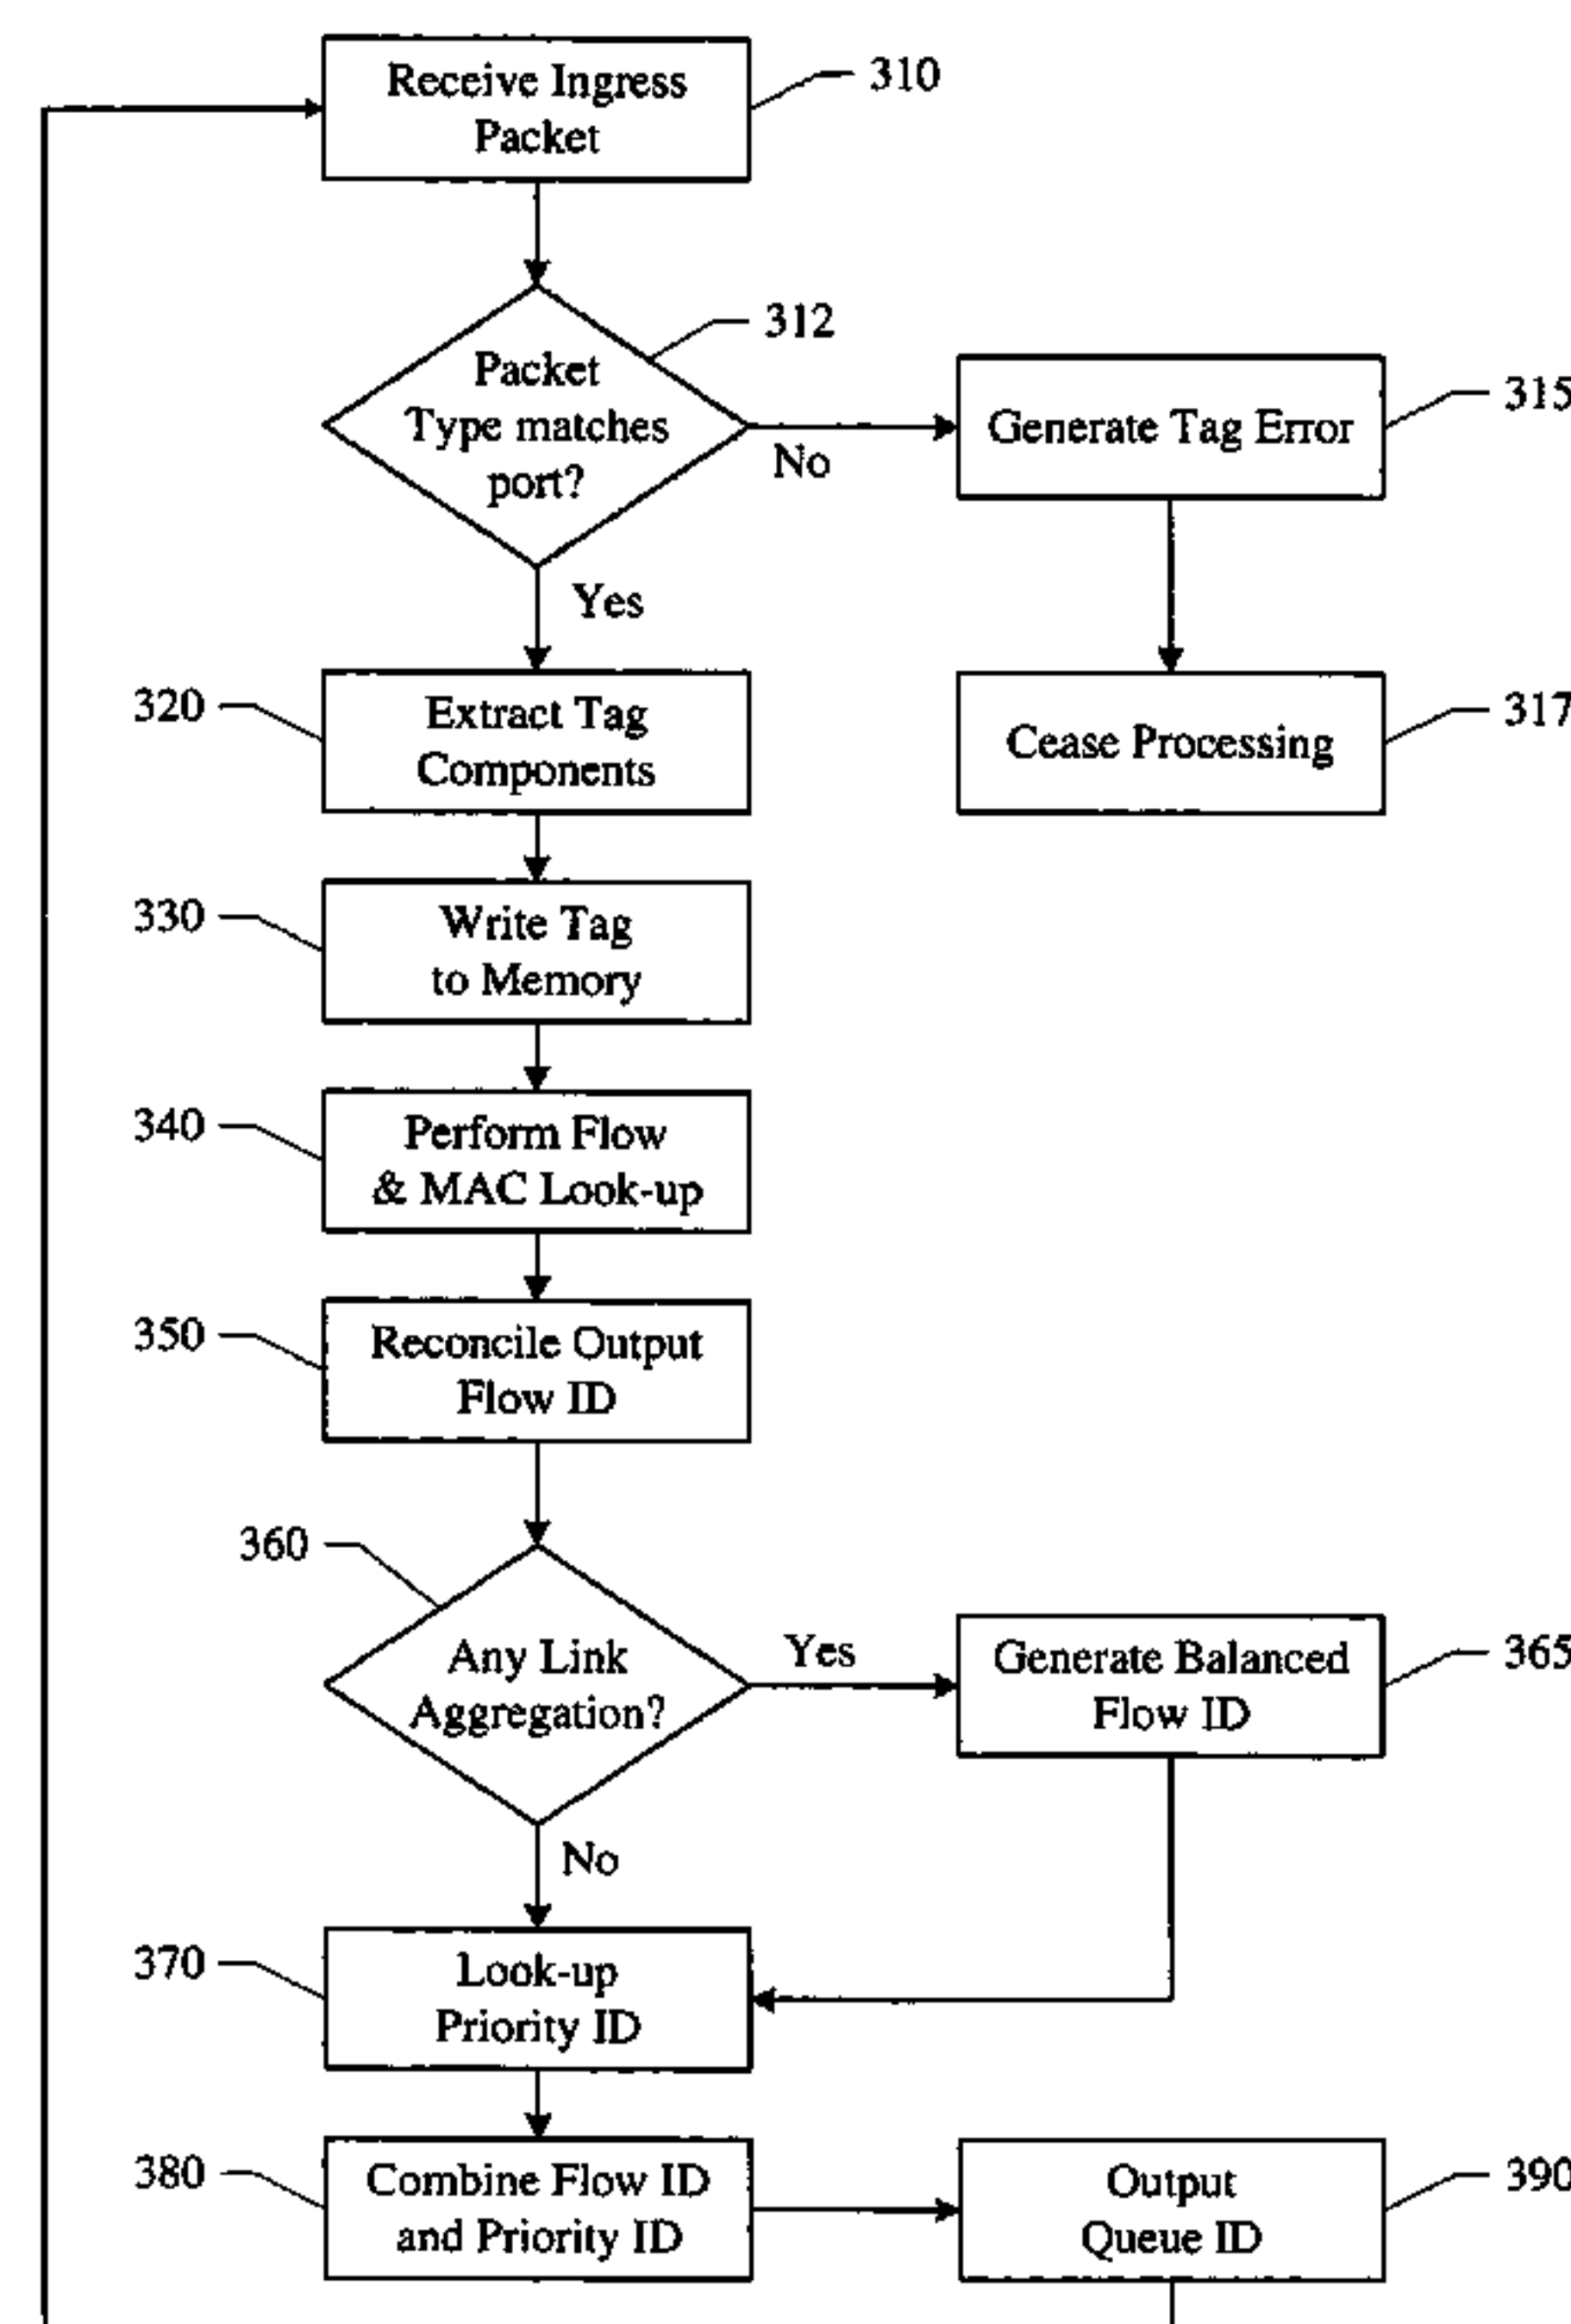 Receive Ingress
Packet
310
312
Packet
Type matches
port?
No
Generate Tag Error
315
Yes
320
Extract Tag
Components
Cease Processing
317
330
Write Tag
to Memory
340
Perform Flow
& MAC Look-up
350
Reconcile Output
Flow ID
360
Any Link
Aggregation?
Yes
Generate Balanced
Flow ID
365
No
370
Look-up
Priority ID
380
Combine Flow ID
and Priority ID
Output
Queue ID
390